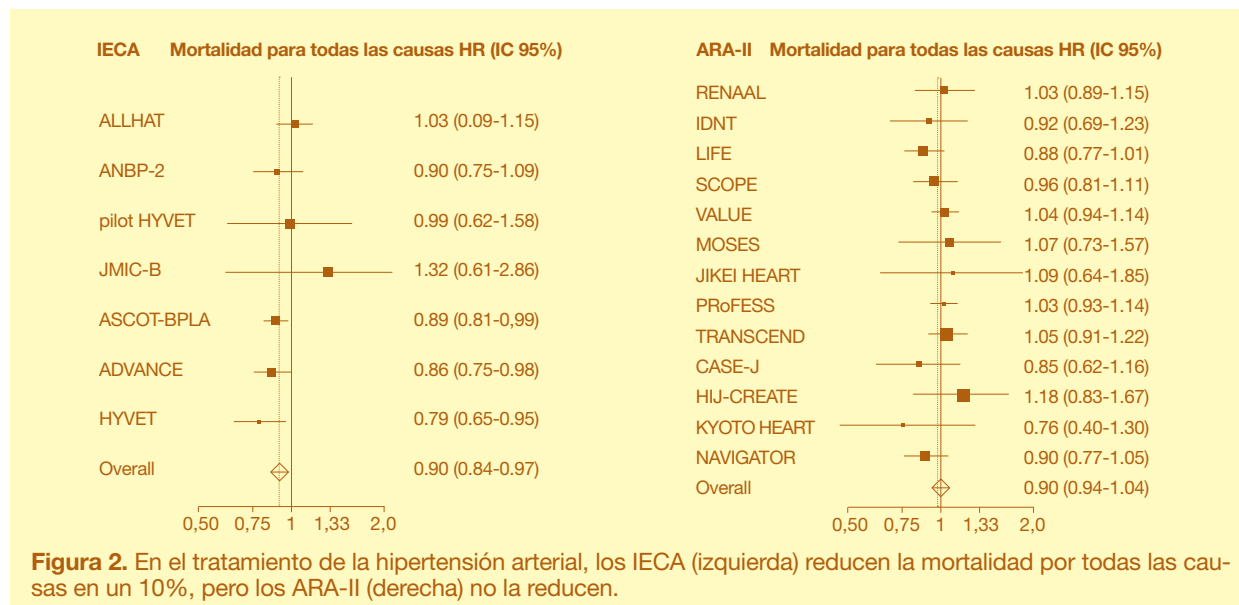 IECA Mortalidad para todas las causas HR (IC 95%)
ALLHAT 1.03 (0.09-1.15)
ANBP-2 0.90 (0.75-1.09)
pilot HYVET 0.99 (0.62-1.58)
JMIC-B 1.32 (0.61-2.86)
ASCOT-BPLA 0.89 (0.81-0,99)
ADVANCE 0.86 (0.75-0.98)
HYVET 0.79 (0.65-0.95)
Overall 0.90 (0.84-0.97)
0,50 0,75 1 1,33 2,0
ARA-II Mortalidad para todas las causas HR (IC 95%)
RENAAL 1.03 (0.89-1.15)
IDNT 0.92 (0.69-1.23)
LIFE 0.88 (0.77-1.01)
SCOPE 0.96 (0.81-1.11)
VALUE 1.04 (0.94-1.14)
MOSES 1.07 (0.73-1.57)
JIKEI HEART 1.09 (0.64-1.85)
PRoFESS 1.03 (0.93-1.14)
TRANSCEND 1.05 (0.91-1.22)
CASE-J 0.85 (0.62-1.16)
HIJ-CREATE 1.18 (0.83-1.67)
KYOTO HEART 0.76 (0.40-1.30)
NAVIGATOR 0.90 (0.77-1.05)
Overall 0.90 (0.94-1.04)
0,50 0,75 1 1,33 2,0
Figura 2. En el tratamiento de la hipertensión arterial, los IECA (izquierda) reducen la mortalidad por todas las cau-
sas en un 10%, pero los ARA-II (derecha) no la reducen.